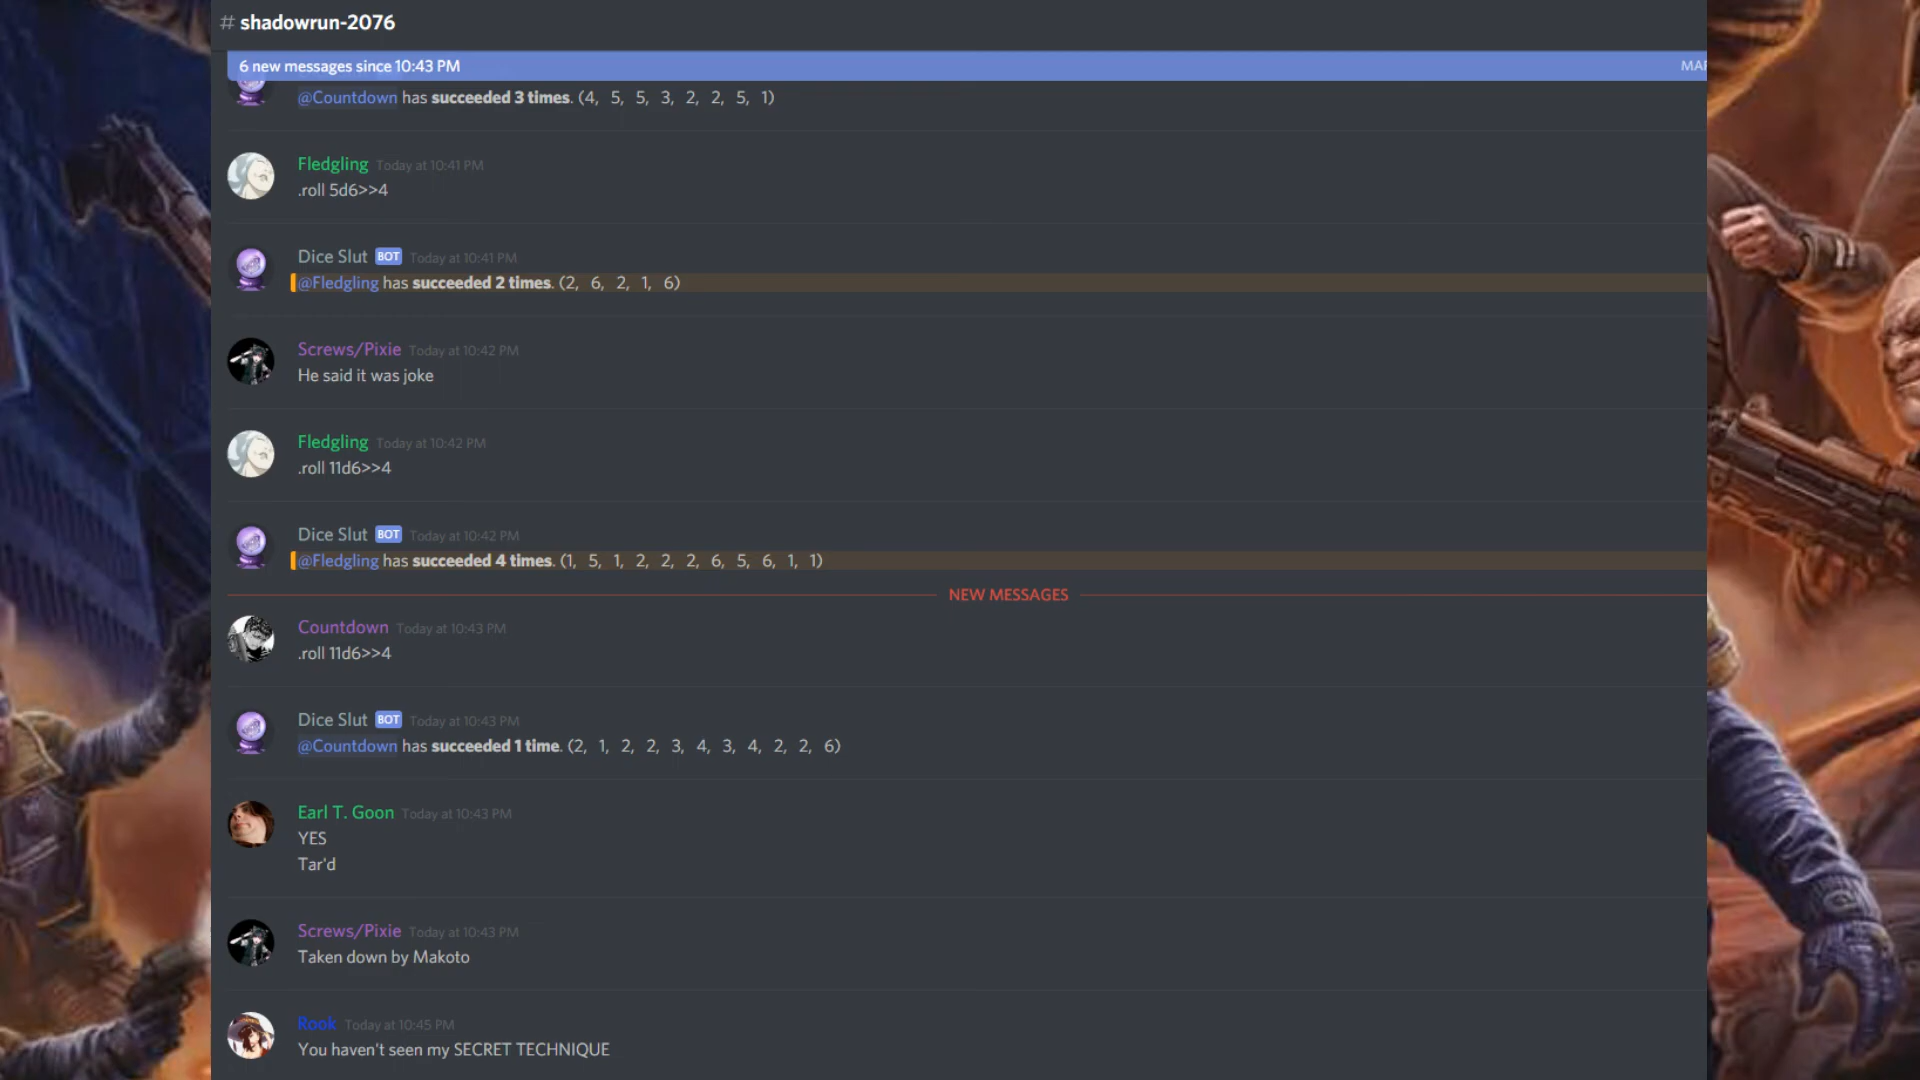 # shadowrun-2076
6 new messages since 10:43 PM
MAR
@Countdown has succeeded 3 times. (4, 5, 5, 3, 2, 2, 5, 1)
Fledgling Today at 10:41 PM
.roll 5d6>>4
Dice Slut BOT Today at 10:41 PM
@Fledgling has succeeded 2 times. (2, 6, 2, 1, 6)
Screws/Pixie Today at 10:42 PM
He said it was joke
Fledgling Today at 10:42 PM
.roll 11d6>>4
Dice Slut BOT Today at 10:42 PM
@Fledgling has succeeded 4 times. (1, 5, 1, 2, 2, 2, 6, 5, 6, 1, 1)
NEW MESSAGES
Countdown Today at 10:43 PM
.roll 11d6>>4
Dice Slut BOT Today at 10:43 PM
@Countdown has succeeded 1 time. (2, 1, 2, 2, 3, 4, 3, 4, 2, 2, 6)
Earl T. Goon Today at 10:43 PM
YES
Tar'd
Screws/Pixie Today at 10:43 PM
Taken down by Makoto
Rook Today at 10:45 PM
You haven't seen my SECRET TECHNIQUE